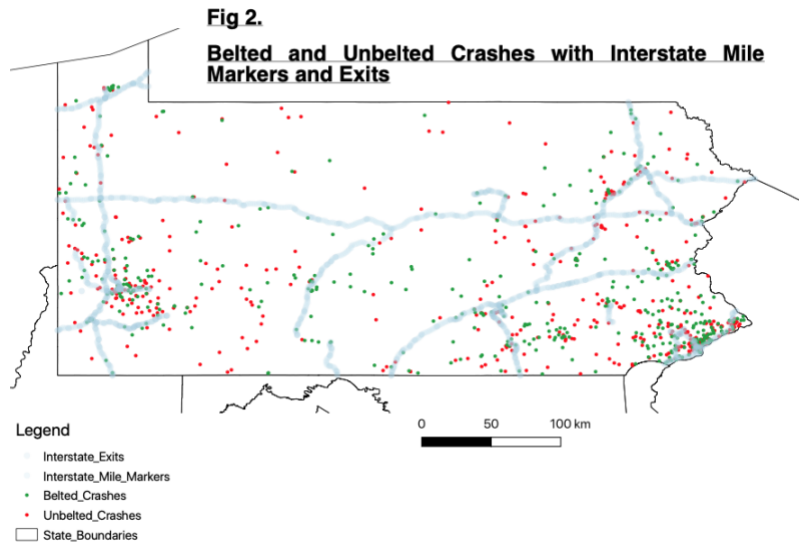 Fig 2.
Belted and Unbelted Crashes with Interstate Mile
Markers and Exits
0 50 100 km
Legend
Interstate_Exits
Interstate_Mile_Markers
Belted_Crashes
Unbelted_Crashes
State_Boundaries